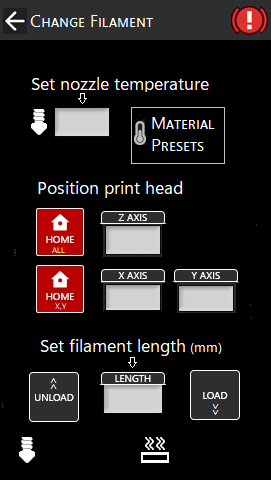 CHANGE FILAMENT
Set nozzle temperature
MATERIAL
PRESETS
Position print head
HOME
ALL
Z AXIS
HOME
X,Y
X AXIS
Y AXIS
Set filament length (mm)
UNLOAD
LENGTH
LOAD